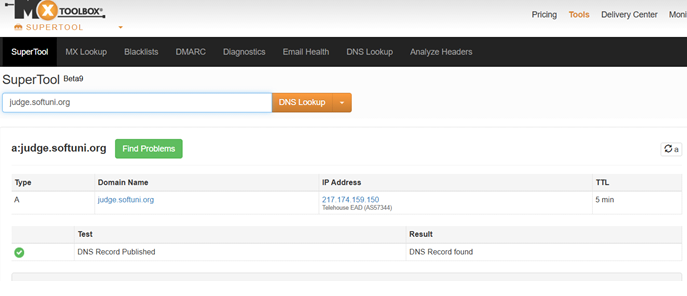 MX TOOLBOX®
SUPERTOOL
Pricing Tools Delivery Center Moni
SuperTool MX Lookup Blacklists DMARC Diagnostics Email Health DNS Lookup Analyze Headers
SuperTool Beta9
judge.softuni.org DNS Lookup
a:judge.softuni.org Find Problems a
Type Domain Name IP Address TTL
A judge.softuni.org 217.174.159.150 5 min
Telehouse EAD (AS57344)
Test Result
DNS Record Published DNS Record found